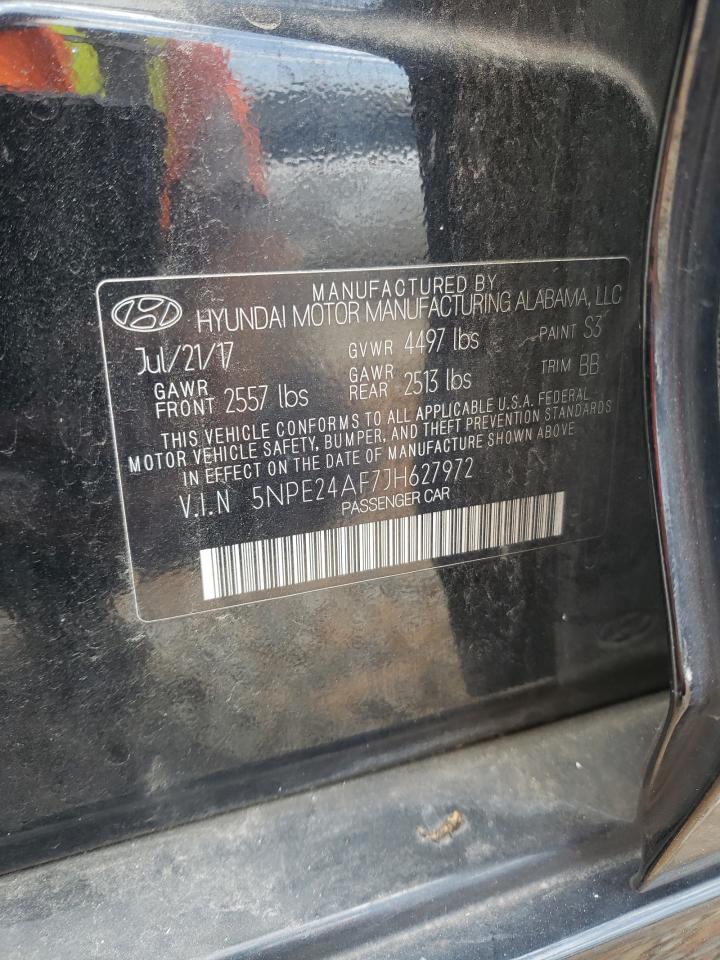 MANUFACTURED BY
HYUNDAI MOTOR MANUFACTURING ALABAMA, LLC
Jul/21/17 GVWR 4497 lbs PAINT S3
GAWR FRONT 2557 lbs GAWR REAR 2513 lbs TRIM BB
THIS VEHICLE CONFORMS TO ALL APPLICABLE U.S.A. FEDERAL
MOTOR VEHICLE SAFETY, BUMPER, AND THEFT PREVENTION STANDARDS
IN EFFECT ON THE DATE OF MANUFACTURE SHOWN ABOVE
V.I.N 5NPE24AF7JH627972
PASSENGER CAR